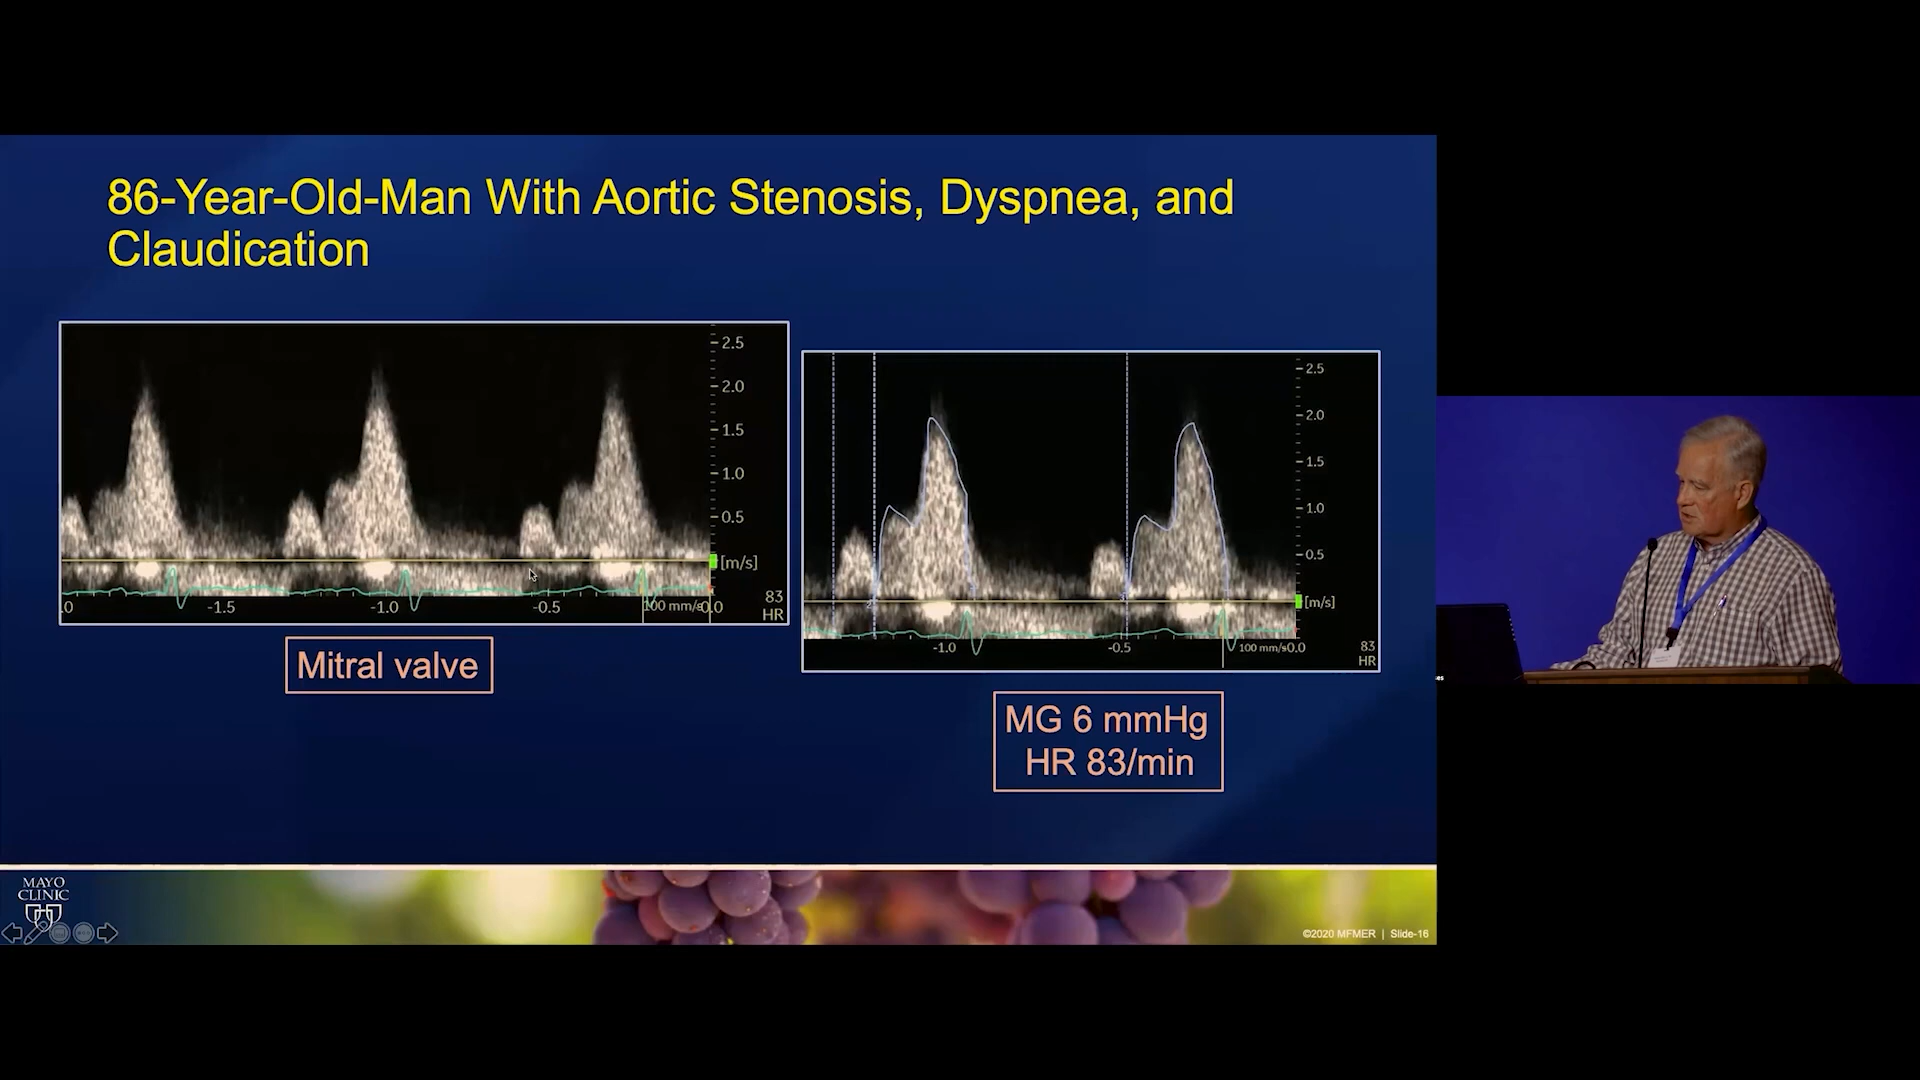 86-Year-Old-Man With Aortic Stenosis, Dyspnea, and
Claudication
2.5
2.0
1.5
1.0
0.5
[m/s]
.0
-1.5
-1.0
-0.5
100 mm/s
0.0
83
HR
Mitral valve
2.5
2.0
1.5
1.0
0.5
[m/s]
-1.0
-0.5
100 mm/s
0.0
83
HR
MG 6 mmHg
HR 83/min
MAYO
CLINIC
©2020 MFMER | Slide-16